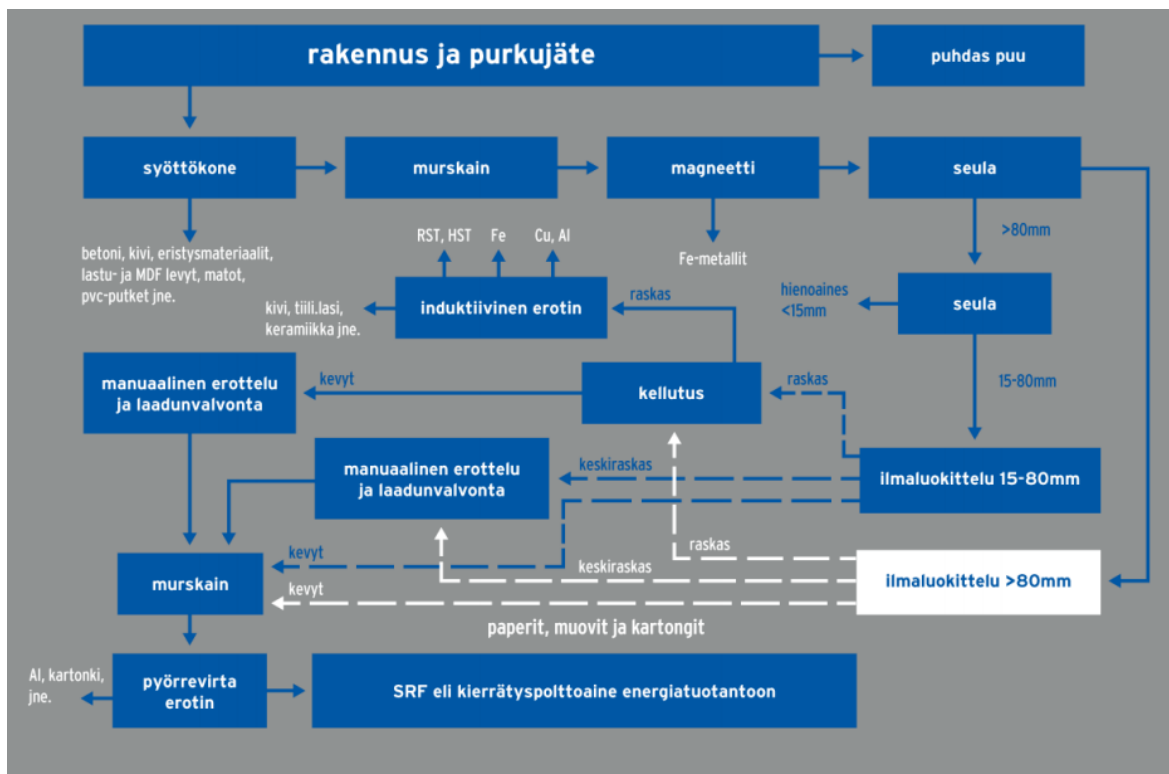 rakennus ja purkujäte
puhdas puu
syöttökone
murskain
magneetti
seula
>80mm
betoni, kivi, eristysmateriaalit,
lastu- ja MDF levyt, matot,
pvc-putket jne.
RST, HST
Fe
Cu, Al
Fe-metallit
kivi, tiili.lasi,
keramiikka jne.
induktiivinen erotin
raskas
hienoaines
<15mm
seula
15-80mm
manuaalinen erottelu
ja laadunvalvonta
kevyt
kellutus
raskas
manuaalinen erottelu
ja laadunvalvonta
keskiraskas
ilmaluokittelu 15-80mm
murskain
kevyt
raskas
keskiraskas
kevyt
ilmaluokittelu >80mm
paperit, muovit ja kartongit
Al, kartonki,
jne.
pyörrevirta
erotin
SRF eli kierrätyspolttoaine energiatuotantoon